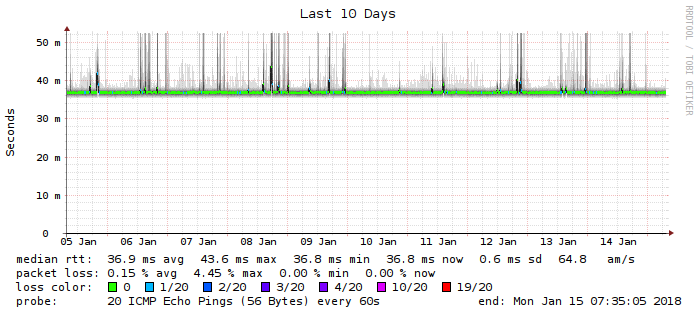 Last 10 Days
RRDTOOL / TOBI OETIKER
Seconds
50 m
40 m
30 m
20 m
10 m
0
05 Jan 06 Jan 07 Jan 08 Jan 09 Jan 10 Jan 11 Jan 12 Jan 13 Jan 14 Jan
median rtt: 36.9 ms avg 43.6 ms max 36.8 ms min 36.8 ms now 0.6 ms sd 64.8 am/s
packet loss: 0.15 % avg 4.45 % max 0.00 % min 0.00 % now
loss color: 0 1/20 2/20 3/20 4/20 10/20 19/20
probe: 20 ICMP Echo Pings (56 Bytes) every 60s end: Mon Jan 15 07:35:05 2018